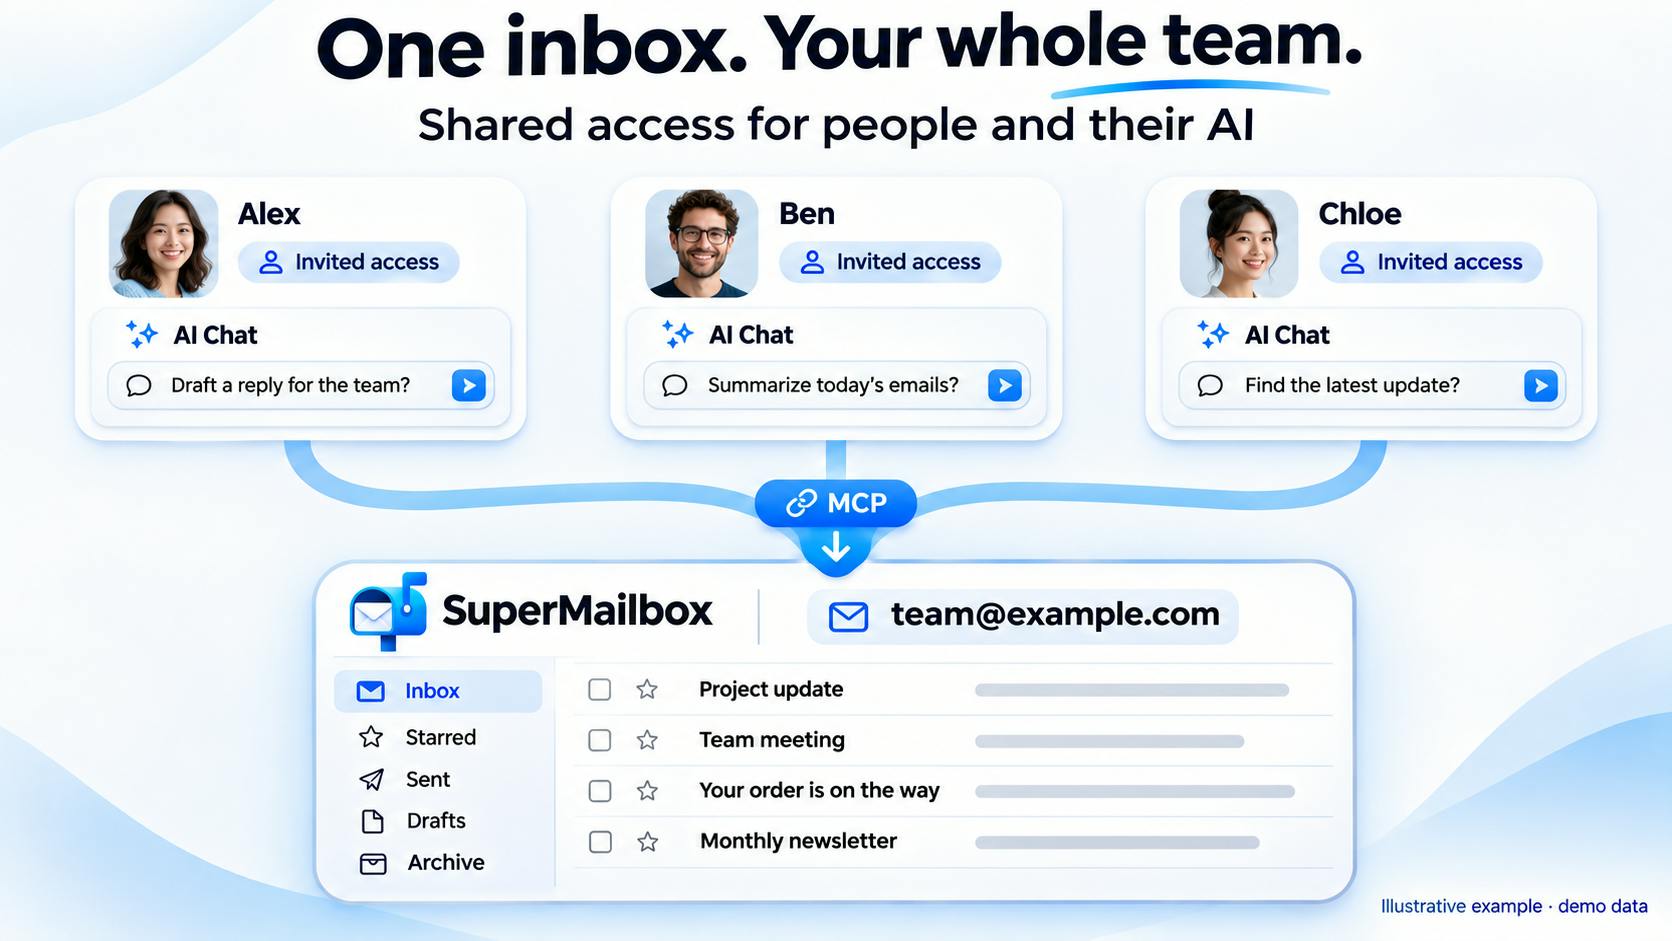 One inbox. Your whole team.
Shared access for people and their AI
Alex
Invited access
AI Chat
Draft a reply for the team?
Ben
Invited access
AI Chat
Summarize today's emails?
Chloe
Invited access
AI Chat
Find the latest update?
MCP
SuperMailbox
team@example.com
Inbox
Starred
Sent
Drafts
Archive
Project update
Team meeting
Your order is on the way
Monthly newsletter
Illustrative example · demo data